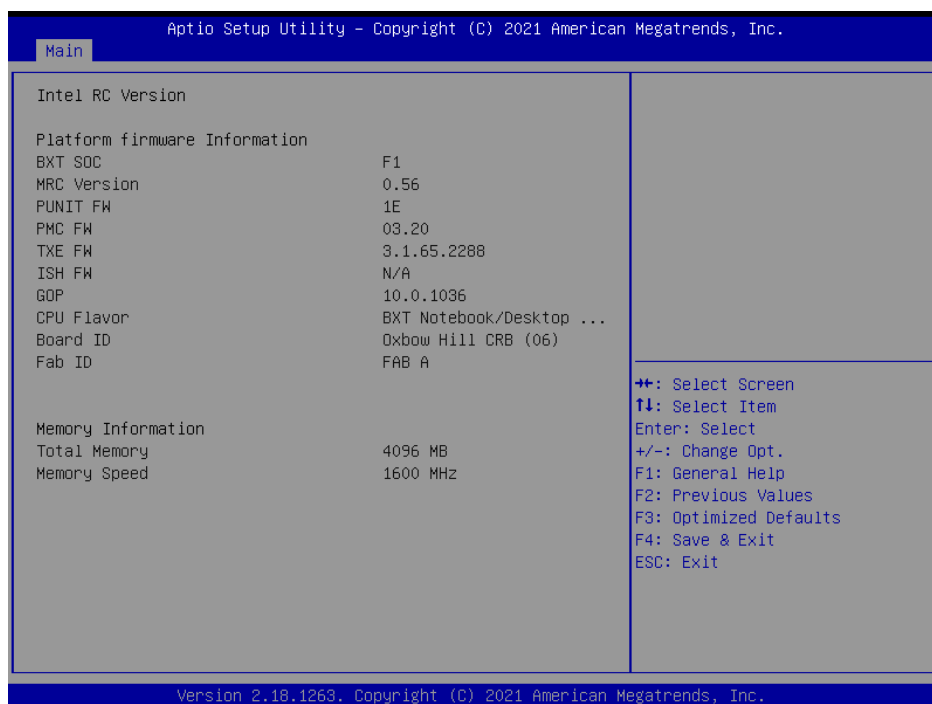 Aptio Setup Utility – Copyright (C) 2021 American Megatrends, Inc.
Main
Intel RC Version
Platform firmware Information
BXT SOC F1
MRC Version 0.56
PUNIT FW 1E
PMC FW 03.20
TXE FW 3.1.65.2288
ISH FW N/A
GOP 10.0.1036
CPU Flavor BXT Notebook/Desktop ...
Board ID Oxbow Hill CRB (06)
Fab ID FAB A
Memory Information
Total Memory 4096 MB
Memory Speed 1600 MHz
→←: Select Screen
↑↓: Select Item
Enter: Select
+/-: Change Opt.
F1: General Help
F2: Previous Values
F3: Optimized Defaults
F4: Save & Exit
ESC: Exit
Version 2.18.1263. Copyright (C) 2021 American Megatrends, Inc.